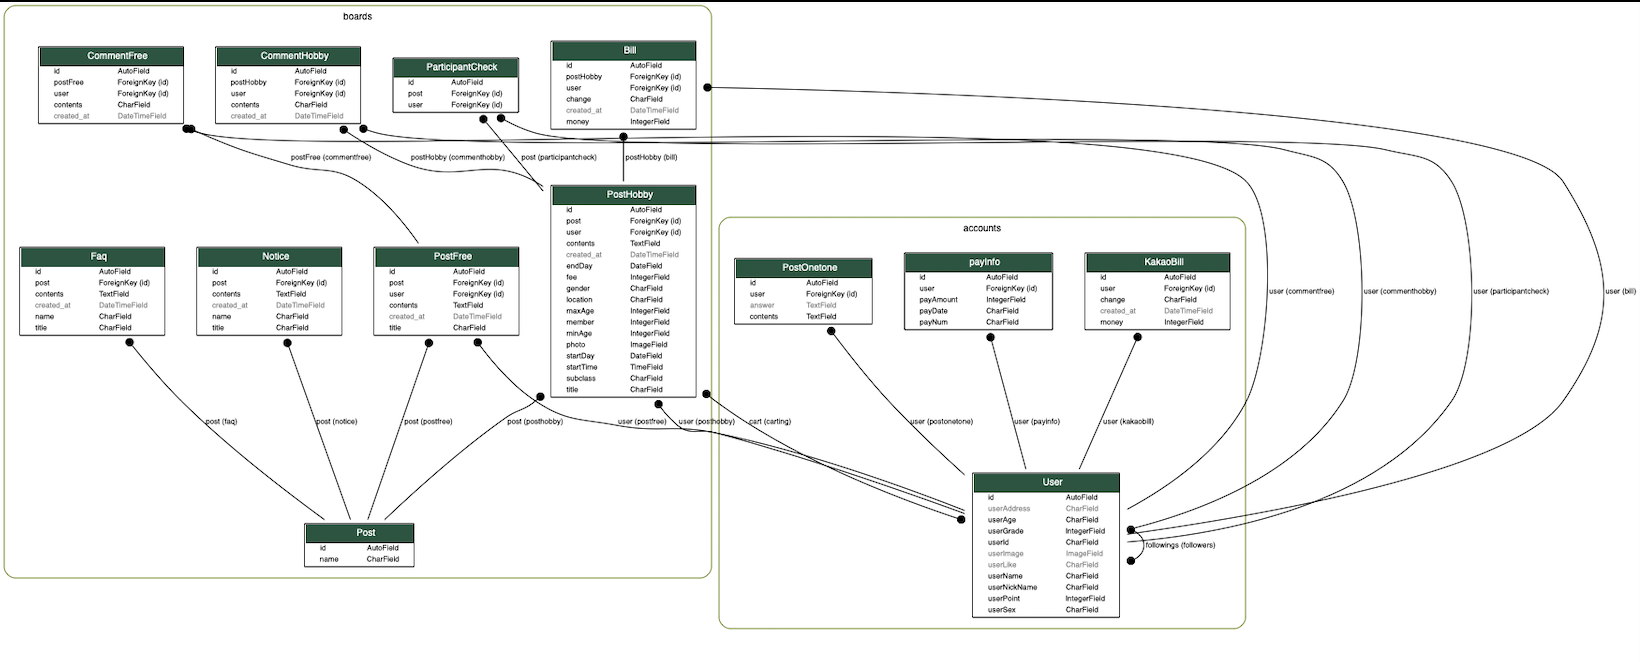 boards
CommentFree
id AutoField
postFree ForeignKey (id)
user ForeignKey (id)
contents CharField
created_at DateTimeField
CommentHobby
id AutoField
postHobby ForeignKey (id)
user ForeignKey (id)
contents CharField
created_at DateTimeField
ParticipantCheck
id AutoField
post ForeignKey (id)
user ForeignKey (id)
Bill
id AutoField
postHobby ForeignKey (id)
user ForeignKey (id)
change CharField
created_at DateTimeField
money IntegerField
postFree (commentfree)
postHobby (commenthobby)
post (participantcheck)
postHobby (bill)
PostHobby
id AutoField
post ForeignKey (id)
user ForeignKey (id)
contents TextField
created_at DateTimeField
endDay DateField
fee IntegerField
gender CharField
location CharField
maxAge IntegerField
member IntegerField
minAge IntegerField
photo ImageField
startDay DateField
startTime TimeField
subclass CharField
title CharField
Faq
id AutoField
post ForeignKey (id)
contents TextField
created_at DateTimeField
name CharField
title CharField
Notice
id AutoField
post ForeignKey (id)
contents TextField
created_at DateTimeField
name CharField
title CharField
PostFree
id AutoField
post ForeignKey (id)
user ForeignKey (id)
contents TextField
created_at DateTimeField
title CharField
accounts
PostOnetone
id AutoField
user ForeignKey (id)
answer TextField
contents TextField
payInfo
id AutoField
user ForeignKey (id)
payAmount IntegerField
payDate CharField
payNum CharField
KakaoBill
id AutoField
user ForeignKey (id)
change CharField
created_at DateTimeField
money IntegerField
user (commentfree)
user (commenthobby)
user (participantcheck)
user (bill)
post (faq)
post (notice)
post (postfree)
post (posthobby)
user (postfree)
user (posthobby)
cart (carting)
user (postonetone)
user (payinfo)
user (kakaobill)
Post
id AutoField
name CharField
User
id AutoField
userAddress CharField
userAge CharField
userGrade IntegerField
userId CharField
userImage ImageField
userLike CharField
userName CharField
userNickName CharField
userPoint IntegerField
userSex CharField
followings (followers)